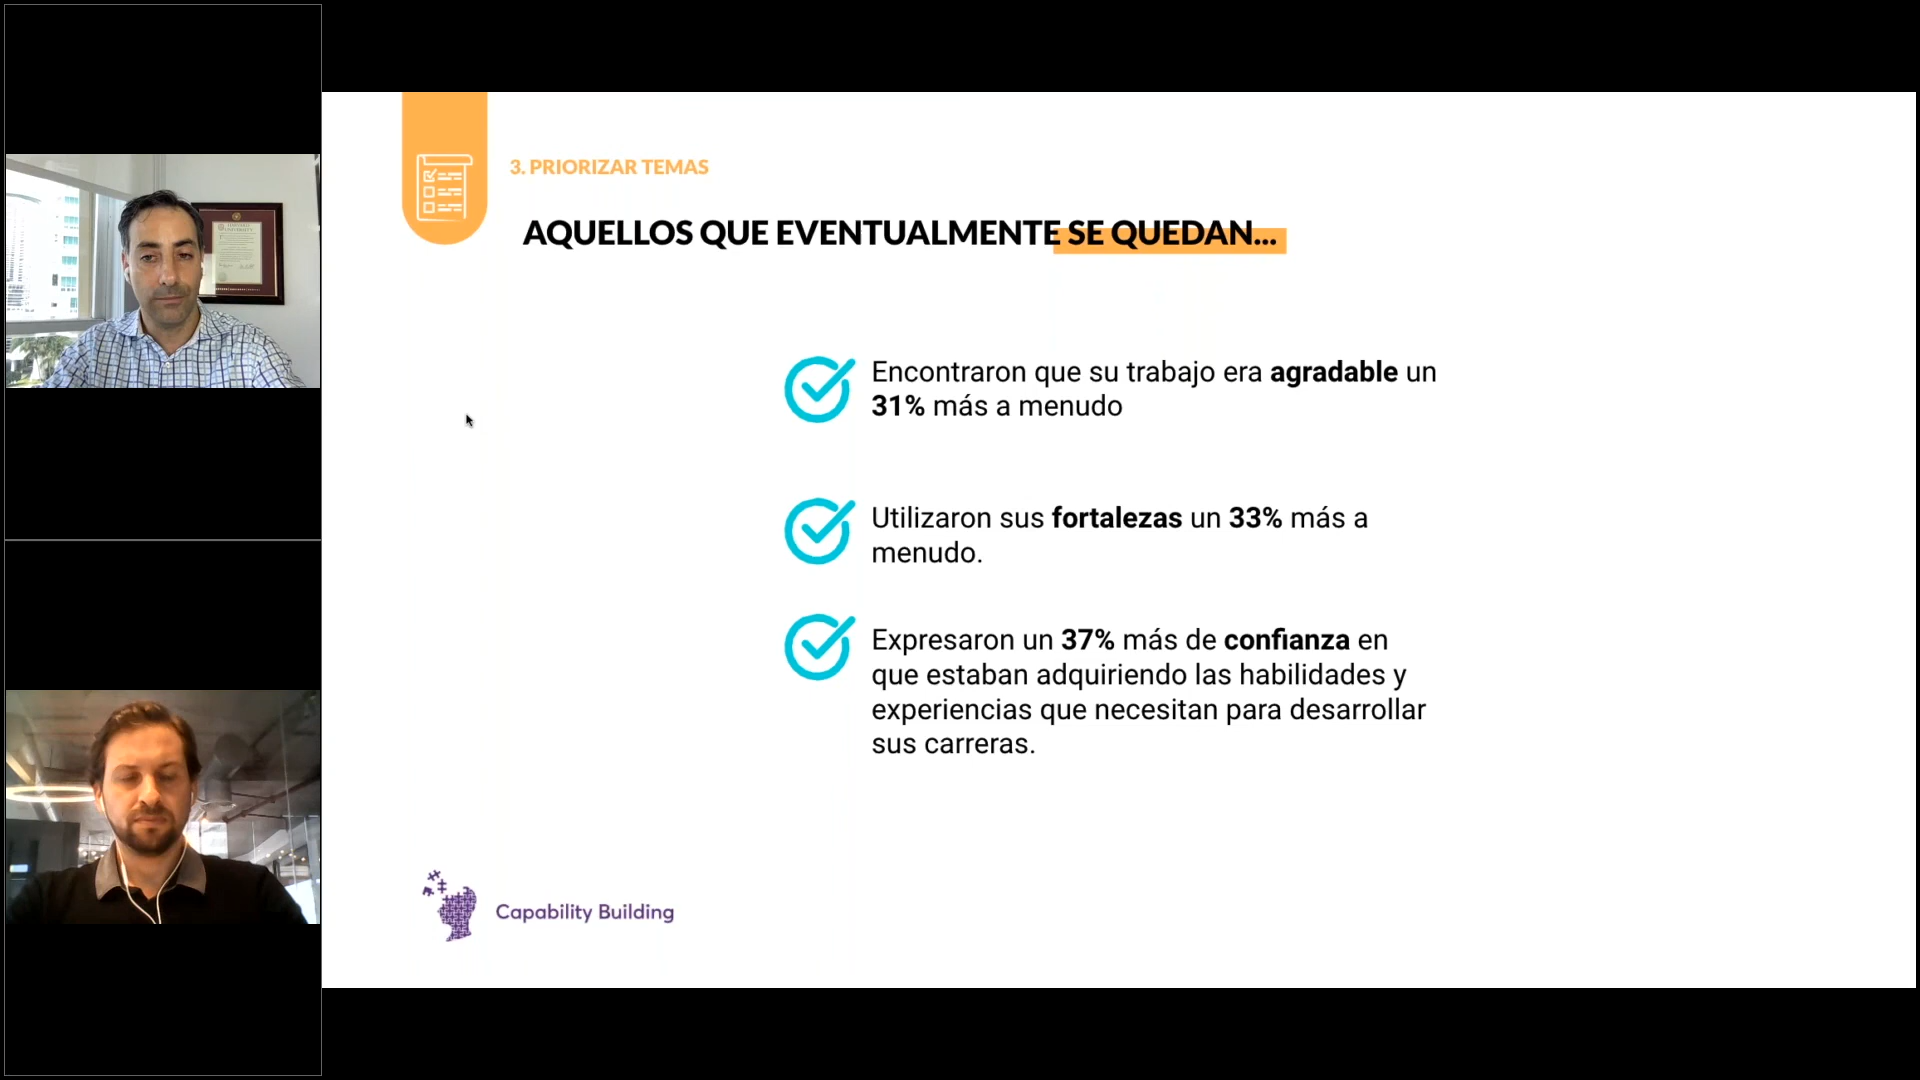 3. PRIORIZAR TEMAS
AQUELLOS QUE EVENTUALMENTE SE QUEDAN...
Encontraron que su trabajo era agradable un
31% más a menudo
Utilizaron sus fortalezas un 33% más a
menudo.
Expresaron un 37% más de confianza en
que estaban adquiriendo las habilidades y
experiencias que necesitan para desarrollar
sus carreras.
Capability Building